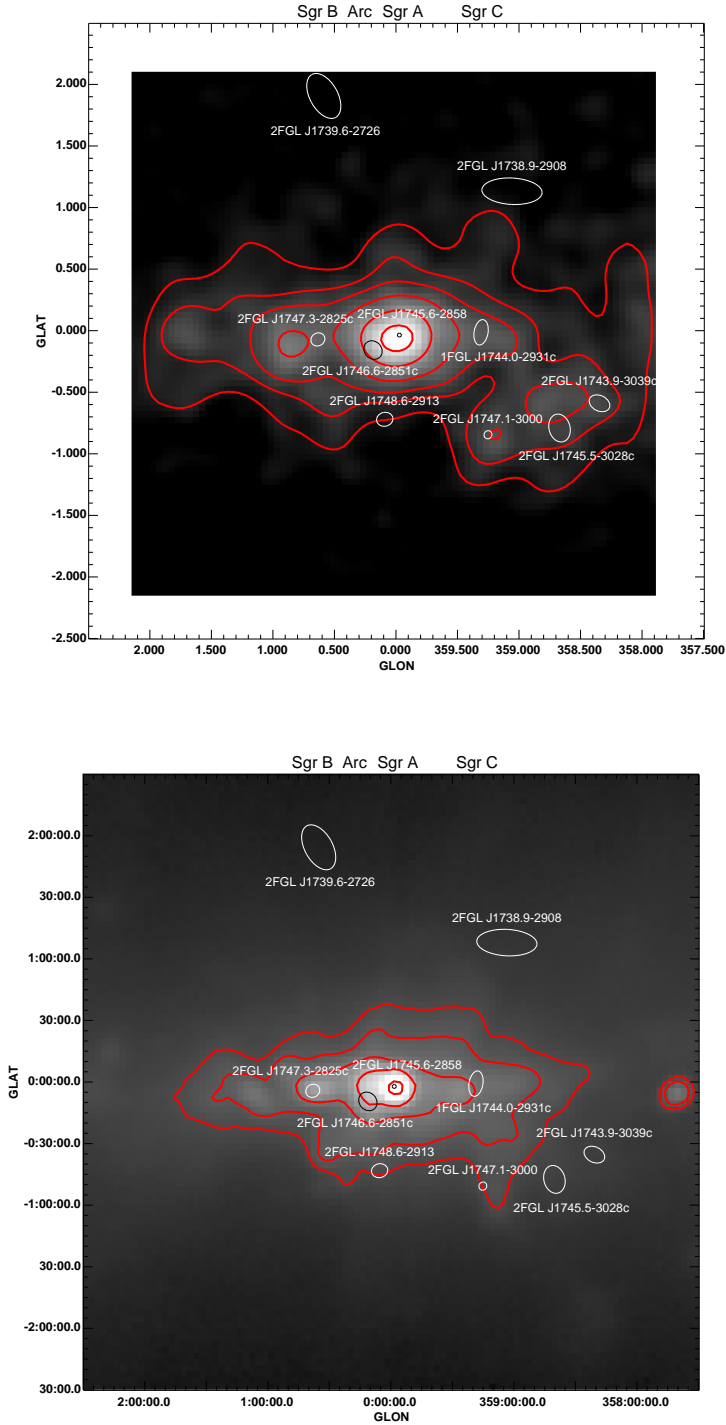 Sgr B Arc Sgr A Sgr C
2.000
1.500
1.000
0.500
0.000
-0.500
-1.000
-1.500
-2.000
-2.500
GLAT
2FGL J1739.6-2726
2FGL J1738.9-2908
2FGL J1747.3-2825c
2FGL J1745.6-2858
1FGL J1744.0-2931c
2FGL J1746.6-2851c
2FGL J1743.9-3039c
2FGL J1748.6-2913
2FGL J1747.1-3000
2FGL J1745.5-3028c
2.000 1.500 1.000 0.500 0.000 359.500 359.000 358.500 358.000 357.500
GLON
Sgr B Arc Sgr A Sgr C
2:00:00.0
30:00.0
1:00:00.0
30:00.0
0:00:00.0
-0:30:00.0
-1:00:00.0
30:00.0
-2:00:00.0
30:00.0
GLAT
2FGL J1739.6-2726
2FGL J1738.9-2908
2FGL J1747.3-2825c
2FGL J1745.6-2858
1FGL J1744.0-2931c
2FGL J1746.6-2851c
2FGL J1743.9-3039c
2FGL J1748.6-2913
2FGL J1747.1-3000
2FGL J1745.5-3028c
2:00:00.0 1:00:00.0 0:00:00.0 359:00:00.0 358:00:00.0
GLON